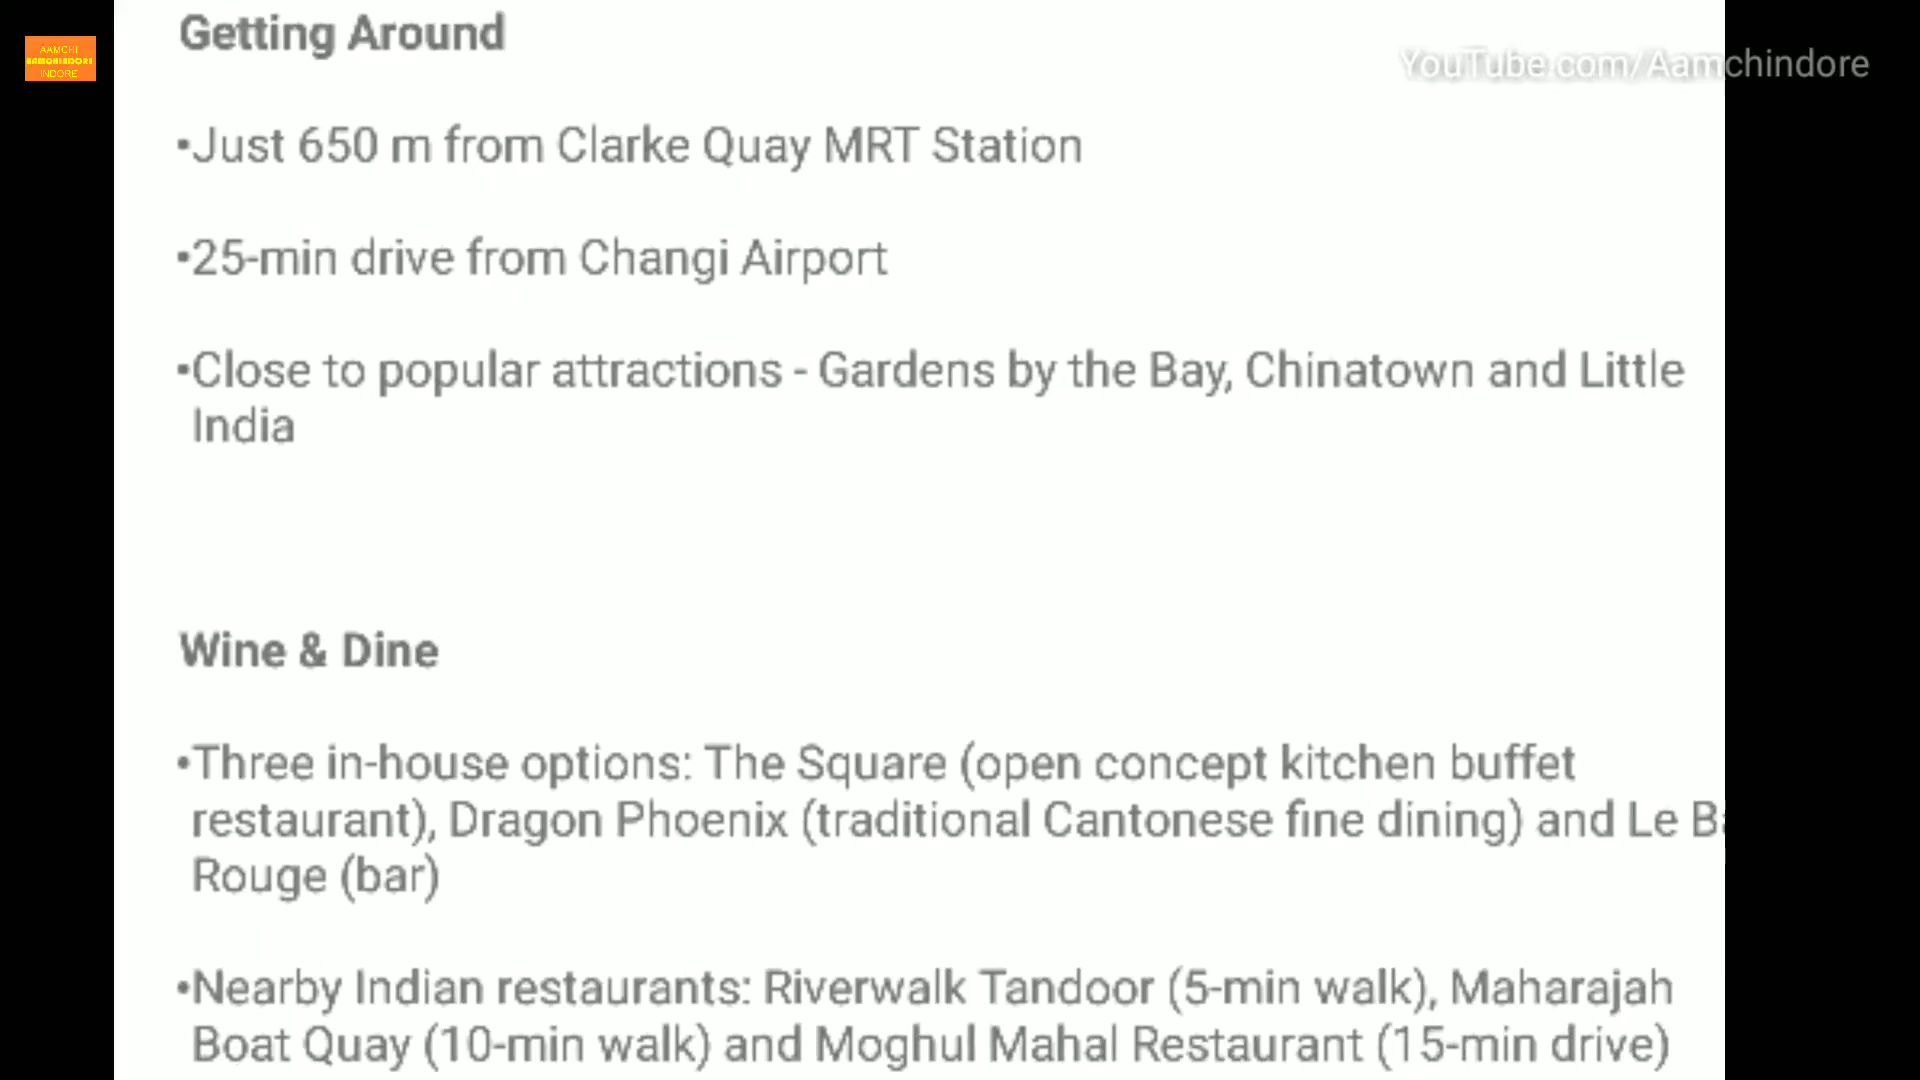 Getting Around
AAMCHI
AAMCHINDORE
INDORE
YouTube.com/Aamchindore
•Just 650 m from Clarke Quay MRT Station
•25-min drive from Changi Airport
•Close to popular attractions - Gardens by the Bay, Chinatown and Little
India
Wine & Dine
•Three in-house options: The Square (open concept kitchen buffet
restaurant), Dragon Phoenix (traditional Cantonese fine dining) and Le
Rouge (bar)
•Nearby Indian restaurants: Riverwalk Tandoor (5-min walk), Maharajah
Boat Quay (10-min walk) and Moghul Mahal Restaurant (15-min drive)